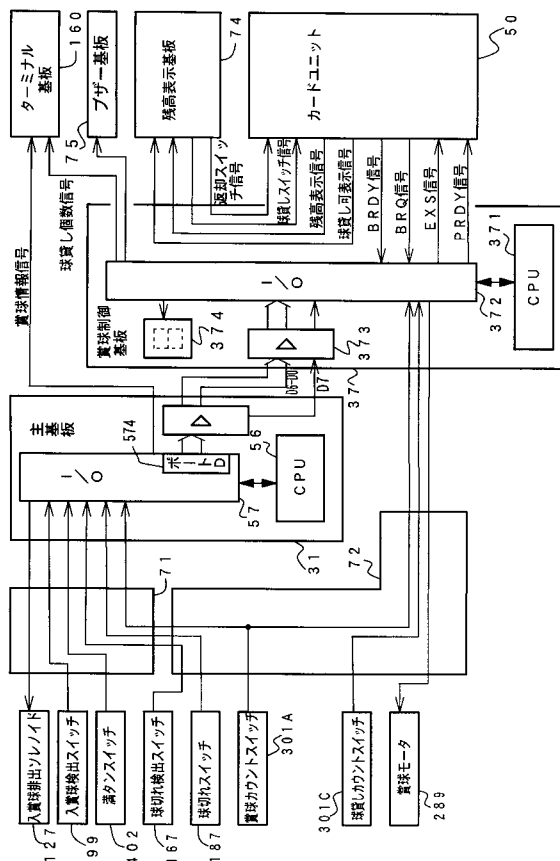 ターミナル
基板
160
ブザー基板
75
残高表示基板
74
カードユニット
50
賞球情報信号
球貸し個数信号
返却スイッ
チ信号
球貸しスイッチ信号
残高表示信号
球貸し可表示信号
BRDY信号
BRQ信号
EXS信号
PRDY信号
賞球制御
基板
374
I/O
372
CPU
371
373
37
D6-D0
D7
主基板
574
ポートD
I/O
57
CPU
56
31
71
72
入賞球排出ソレノイド
127
入賞球検出スイッチ
99
満タンスイッチ
402
球切れ検出スイッチ
167
球切れスイッチ
187
賞球カウントスイッチ
301A
球貸しカウントスイッチ
301C
賞球モータ
289